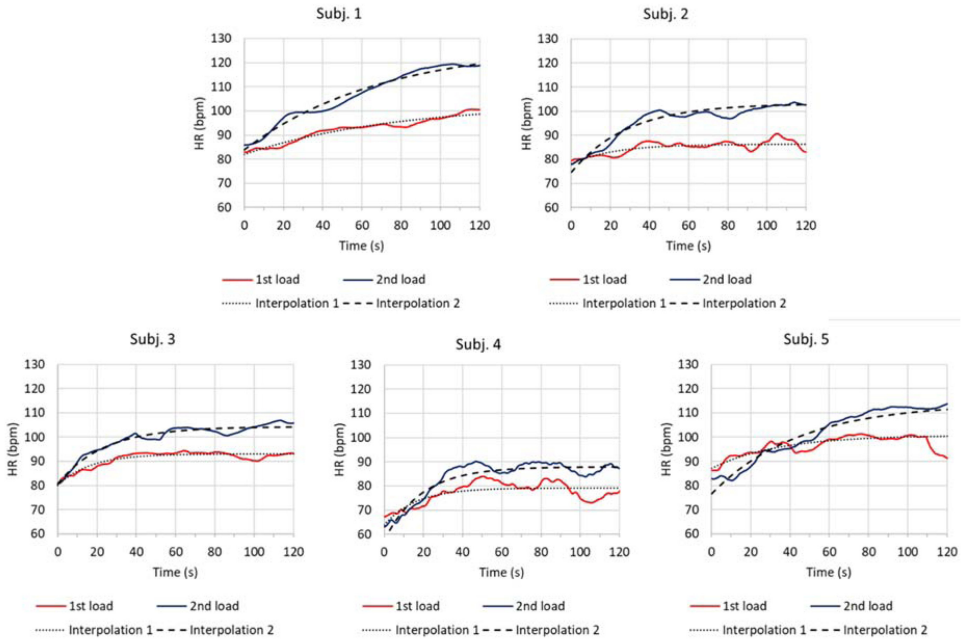 Subj. 1
130
120
110
100
90
80
70
60
HR (bpm)
0 20 40 60 80 100 120
Time (s)
1st load 2nd load
Interpolation 1 Interpolation 2
Subj. 2
130
120
110
100
90
80
70
60
HR (bpm)
0 20 40 60 80 100 120
Time (s)
1st load 2nd load
Interpolation 1 Interpolation 2
Subj. 3
130
120
110
100
90
80
70
60
HR (bpm)
0 20 40 60 80 100 120
Time (s)
1st load 2nd load
Interpolation 1 Interpolation 2
Subj. 4
130
120
110
100
90
80
70
60
HR (bpm)
0 20 40 60 80 100 120
Time (s)
1st load 2nd load
Interpolation 1 Interpolation 2
Subj. 5
130
120
110
100
90
80
70
60
HR (bpm)
0 20 40 60 80 100 120
Time (s)
1st load 2nd load
Interpolation 1 Interpolation 2